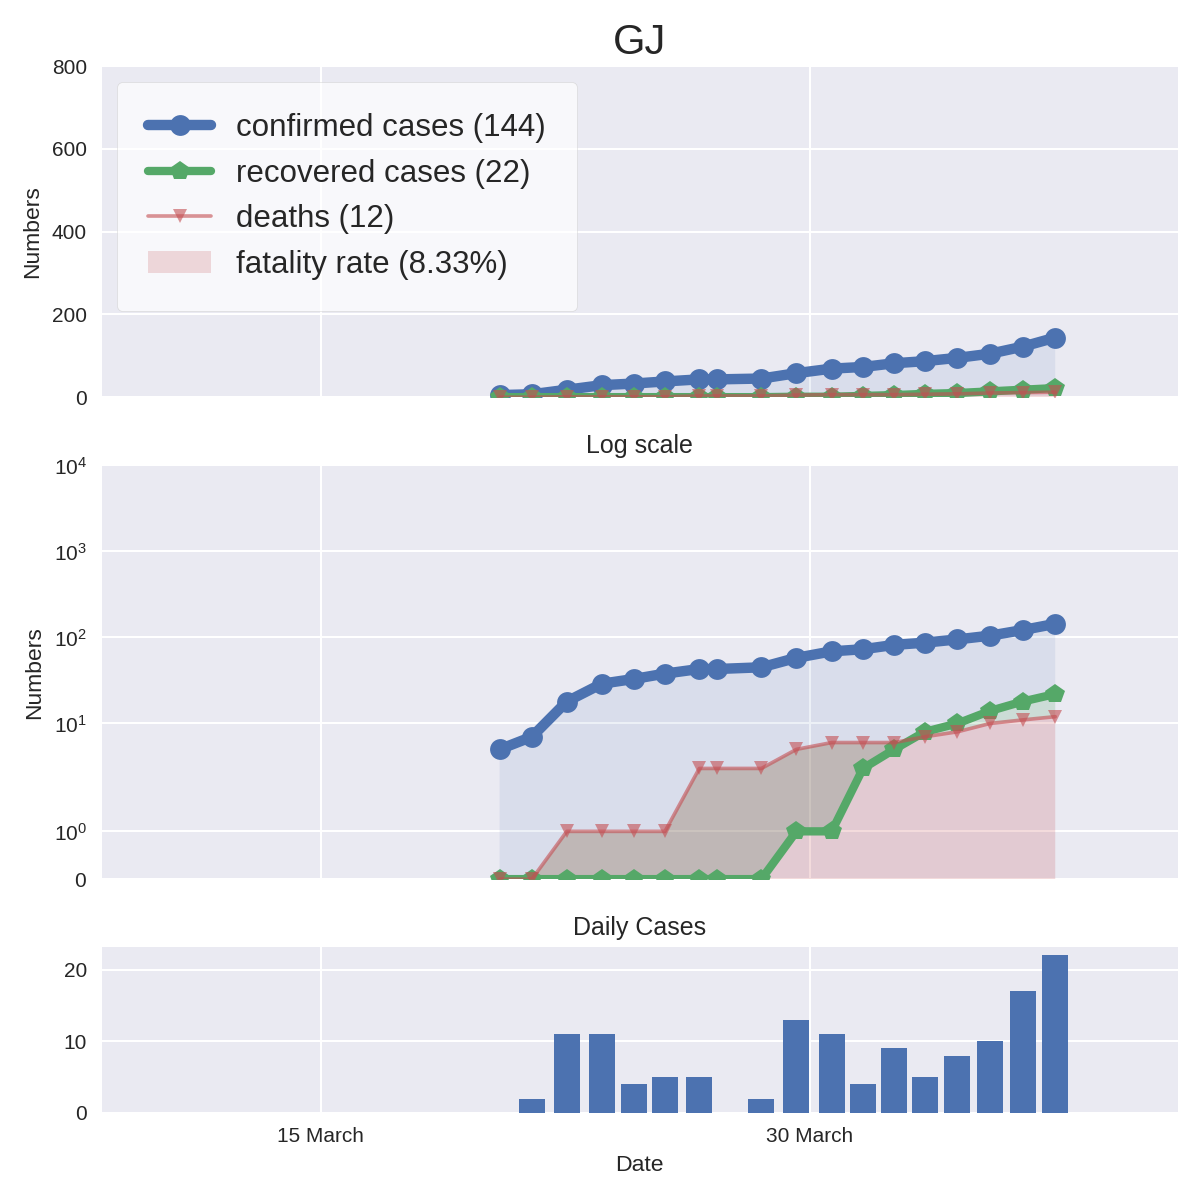 GJ
800
600
400
200
0
Numbers
confirmed cases (144)
recovered cases (22)
deaths (12)
fatality rate (8.33%)
Log scale
10^4
10^3
10^2
10^1
10^0
0
Numbers
Daily Cases
20
10
0
15 March
30 March
Date